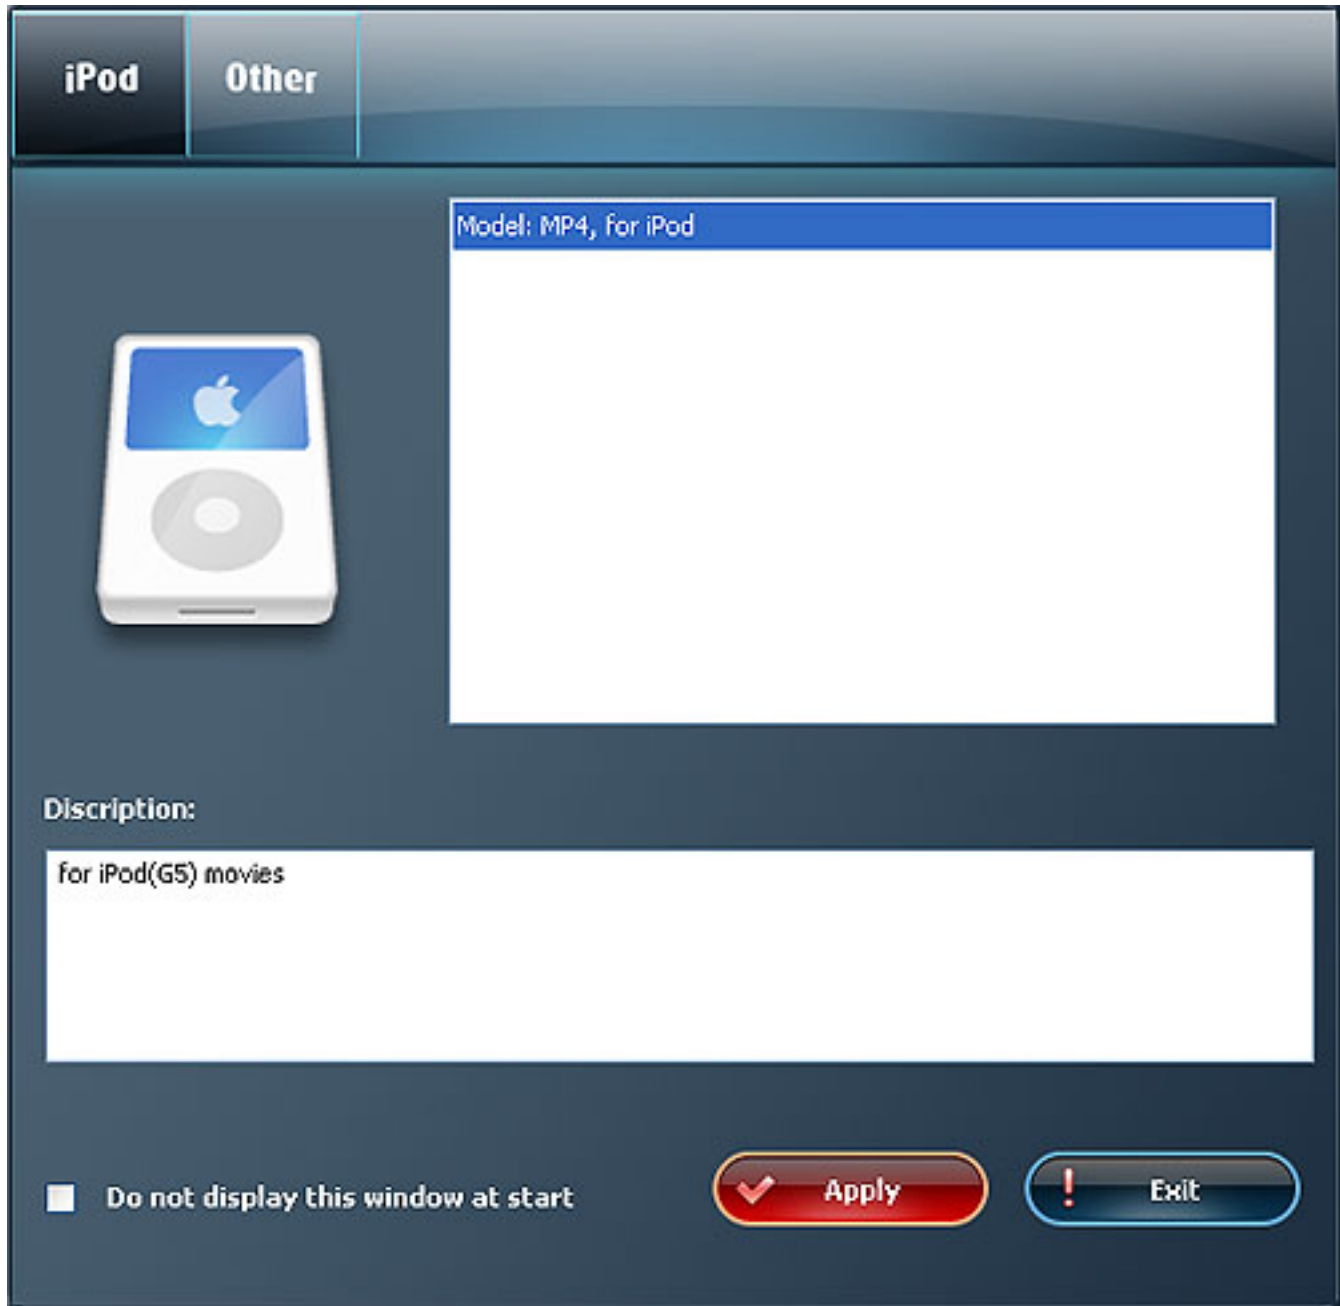 iPod
Other
Model: MP4, for iPod
Discription:
for iPod(G5) movies
Do not display this window at start
Apply
Exit